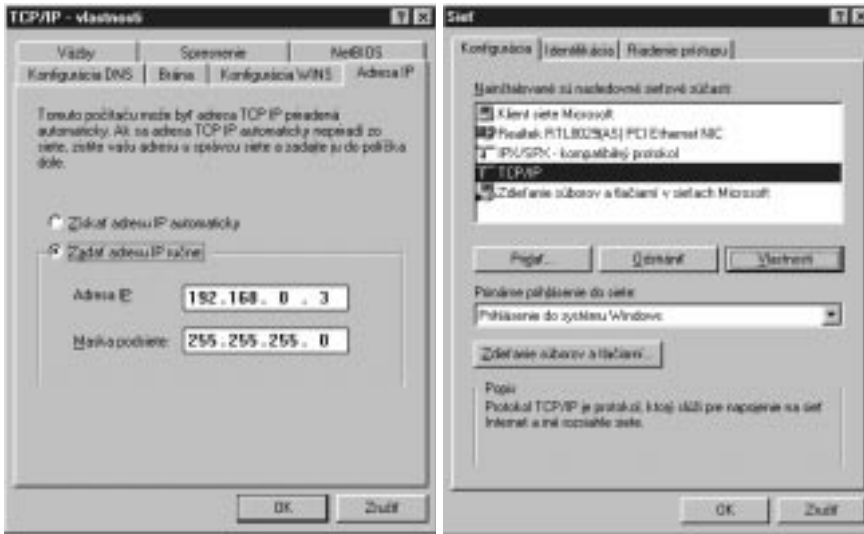 TCP/IP - vlastnosti
Väzby
Spresnenie
NetBIOS
Konfigurácia DNS
Brána
Konfigurácia WINS
Adresa IP
Tomuto počítaču može byť adresa TCP IP priradená
automaticky. Ak sa adresa TCP IP automaticky nepriradí zo
siete, zistite vašu adresu u správcu siete a zadajte ju do políčka
dole.
Získať adresu IP automaticky
Zadať adresu IP ručne
Adresa IP:
192.168. 0 . 3
Maska podsiete:
255.255.255. 0
OK
Zrušiť
Sieť
Konfigurácia
Identifikácia
Riadenie prístupu
Nainštalované sú nasledovné sieťové súčasti:
Klient siete Microsoft
Realtek RTL8029(AS) PCI Ethernet NIC
IPX/SPX - kompatibilný protokol
TCP/IP
Zdieľanie súborov a tlačiarní v sieťach Microsoft
Pridať...
Odstrániť
Vlastnosti
Primárne prihlásenie do siete:
Prihlásenie do systému Windows
Zdieľanie súborov a tlačiarní...
Popis
Protokol TCP/IP je protokol, ktorý slúži pre napojenie na sieť
Internet a iné rozsiahle siete.
OK
Zrušiť